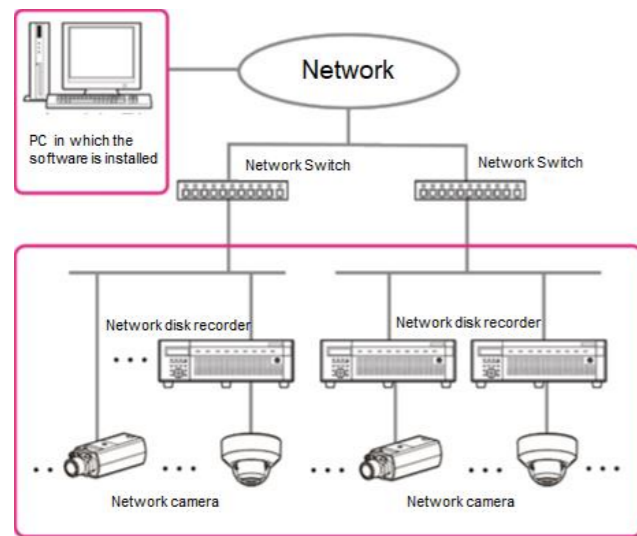 Network
PC in which the
software is installed
Network Switch
Network Switch
Network disk recorder
Network disk recorder
Network camera
Network camera